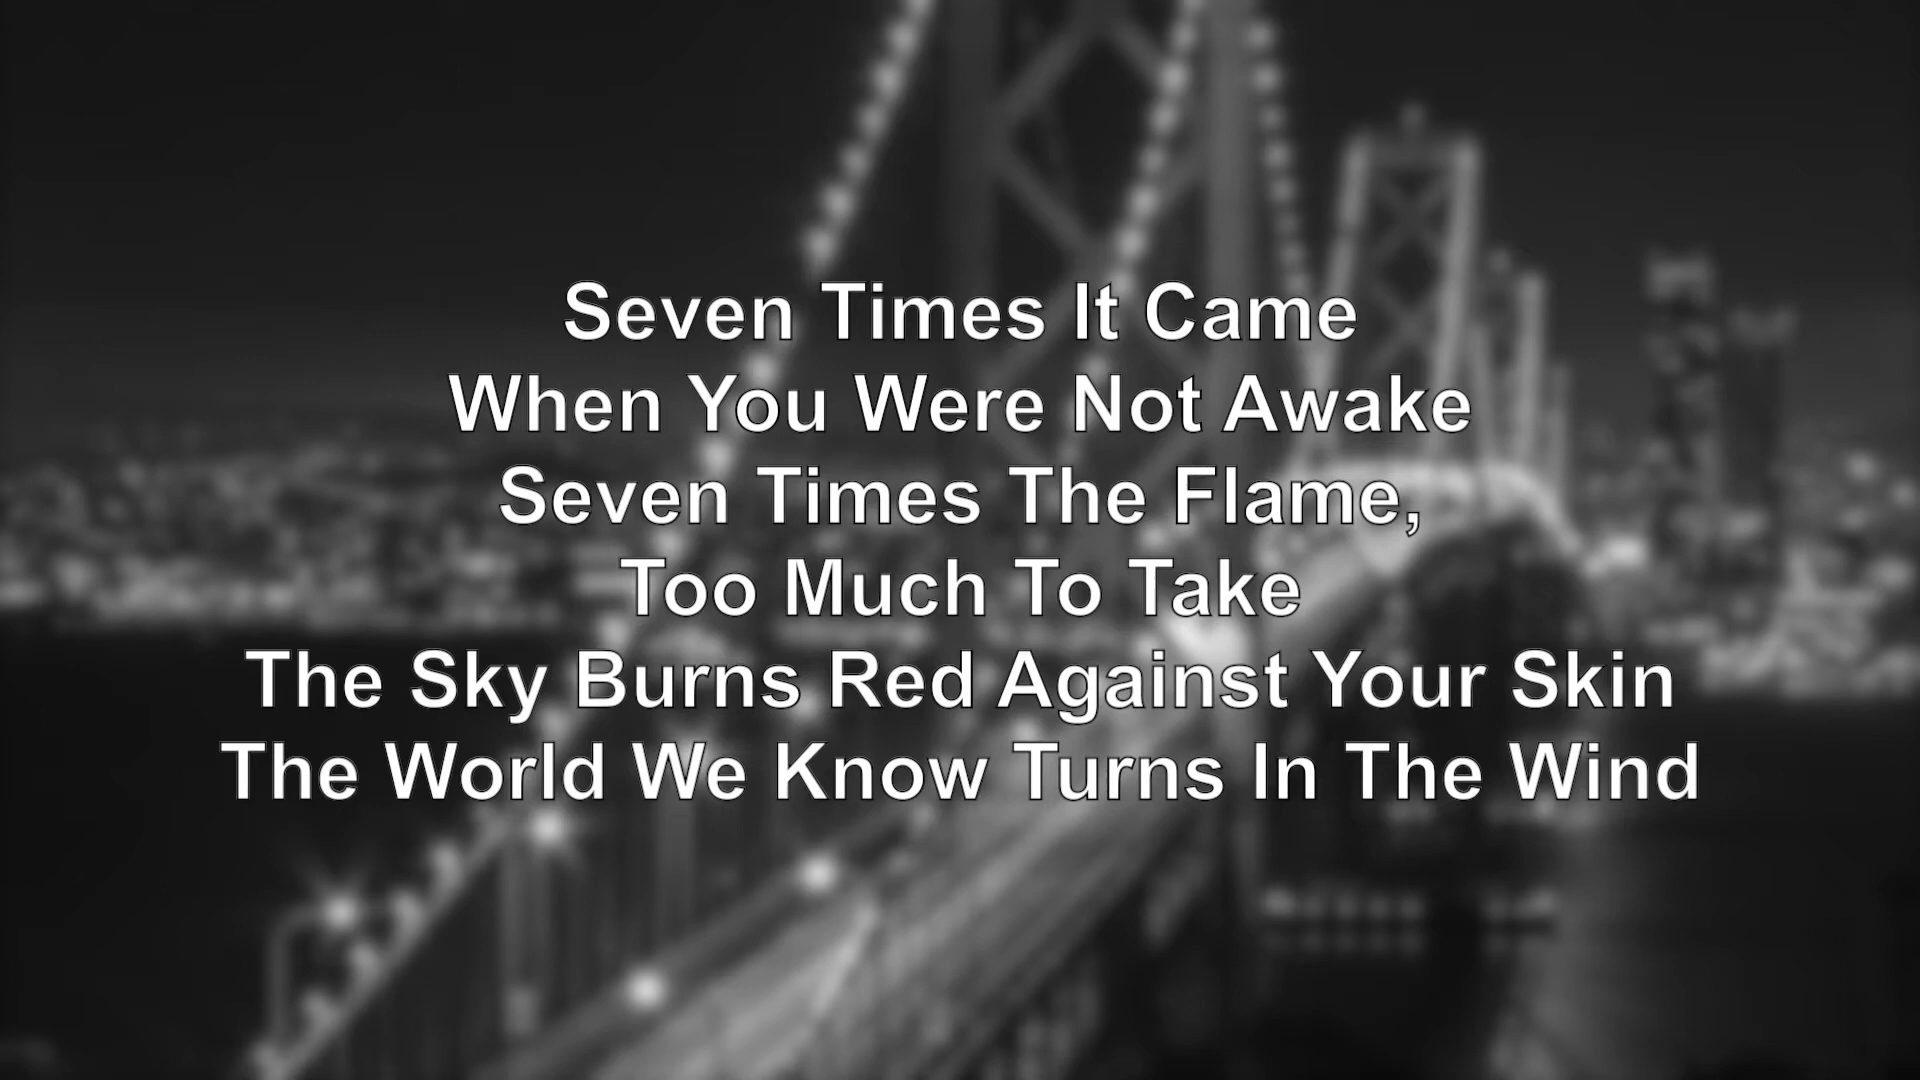 Seven Times It Came
When You Were Not Awake
Seven Times The Flame,
Too Much To Take
The Sky Burns Red Against Your Skin
The World We Know Turns In The Wind